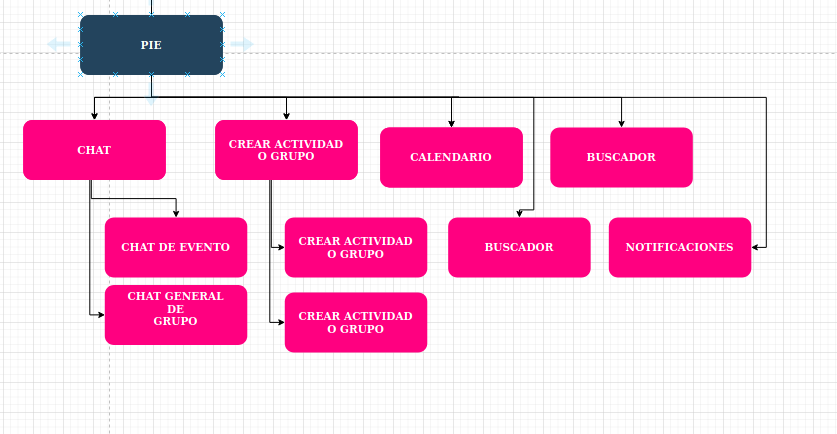 PIE
CHAT
CREAR ACTIVIDAD
O GRUPO
CALENDARIO
BUSCADOR
CHAT DE EVENTO
CREAR ACTIVIDAD
O GRUPO
BUSCADOR
NOTIFICACIONES
CHAT GENERAL
DE
GRUPO
CREAR ACTIVIDAD
O GRUPO